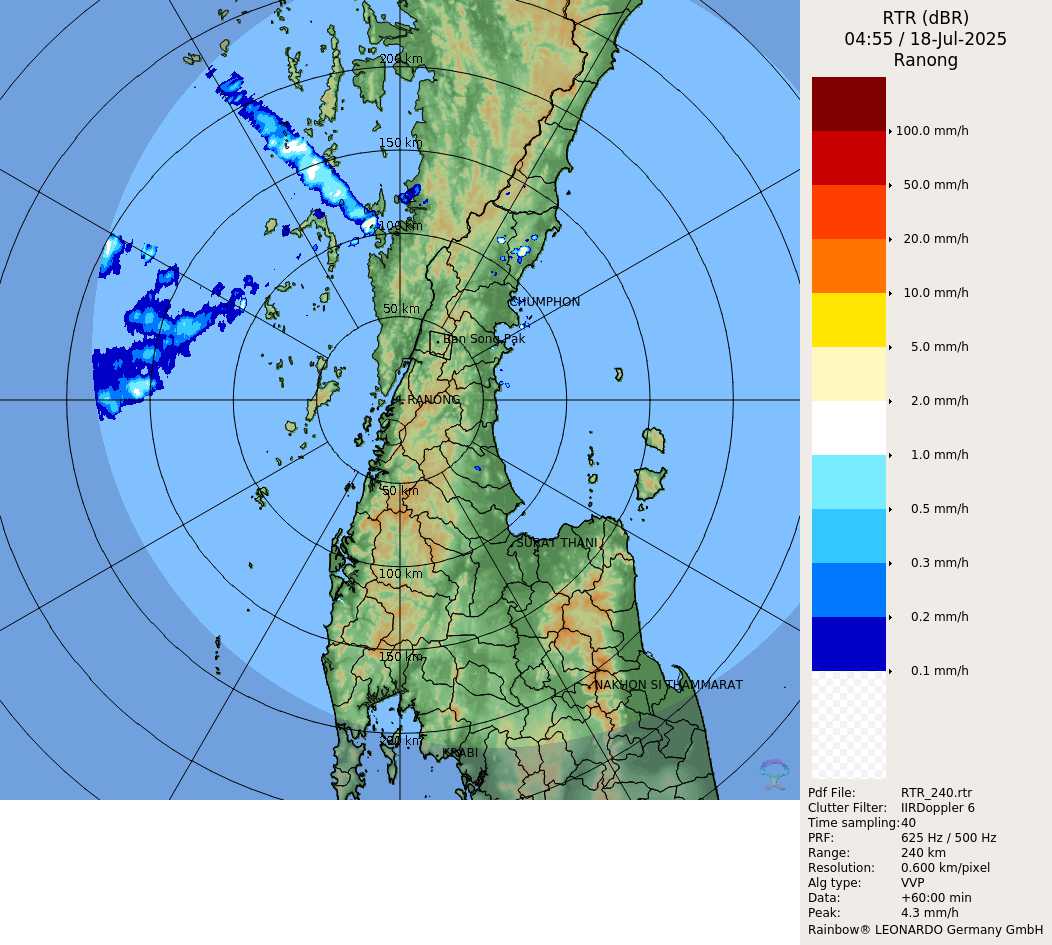 200 km
150 km
100 km
50 km
CHUMPHON
Ban Song Pak
RANONG
50 km
SURAT THANI
100 km
150 km
NAKHON SI THAMMARAT
200 km
KRABI
RTR (dBR)
04:55 / 18-Jul-2025
Ranong
100.0 mm/h
50.0 mm/h
20.0 mm/h
10.0 mm/h
5.0 mm/h
2.0 mm/h
1.0 mm/h
0.5 mm/h
0.3 mm/h
0.2 mm/h
0.1 mm/h
Pdf File: RTR_240.rtr
Clutter Filter: IIRDoppler 6
Time sampling:40
PRF: 625 Hz / 500 Hz
Range: 240 km
Resolution: 0.600 km/pixel
Alg type: VVP
Data: +60:00 min
Peak: 4.3 mm/h
Rainbow® LEONARDO Germany GmbH